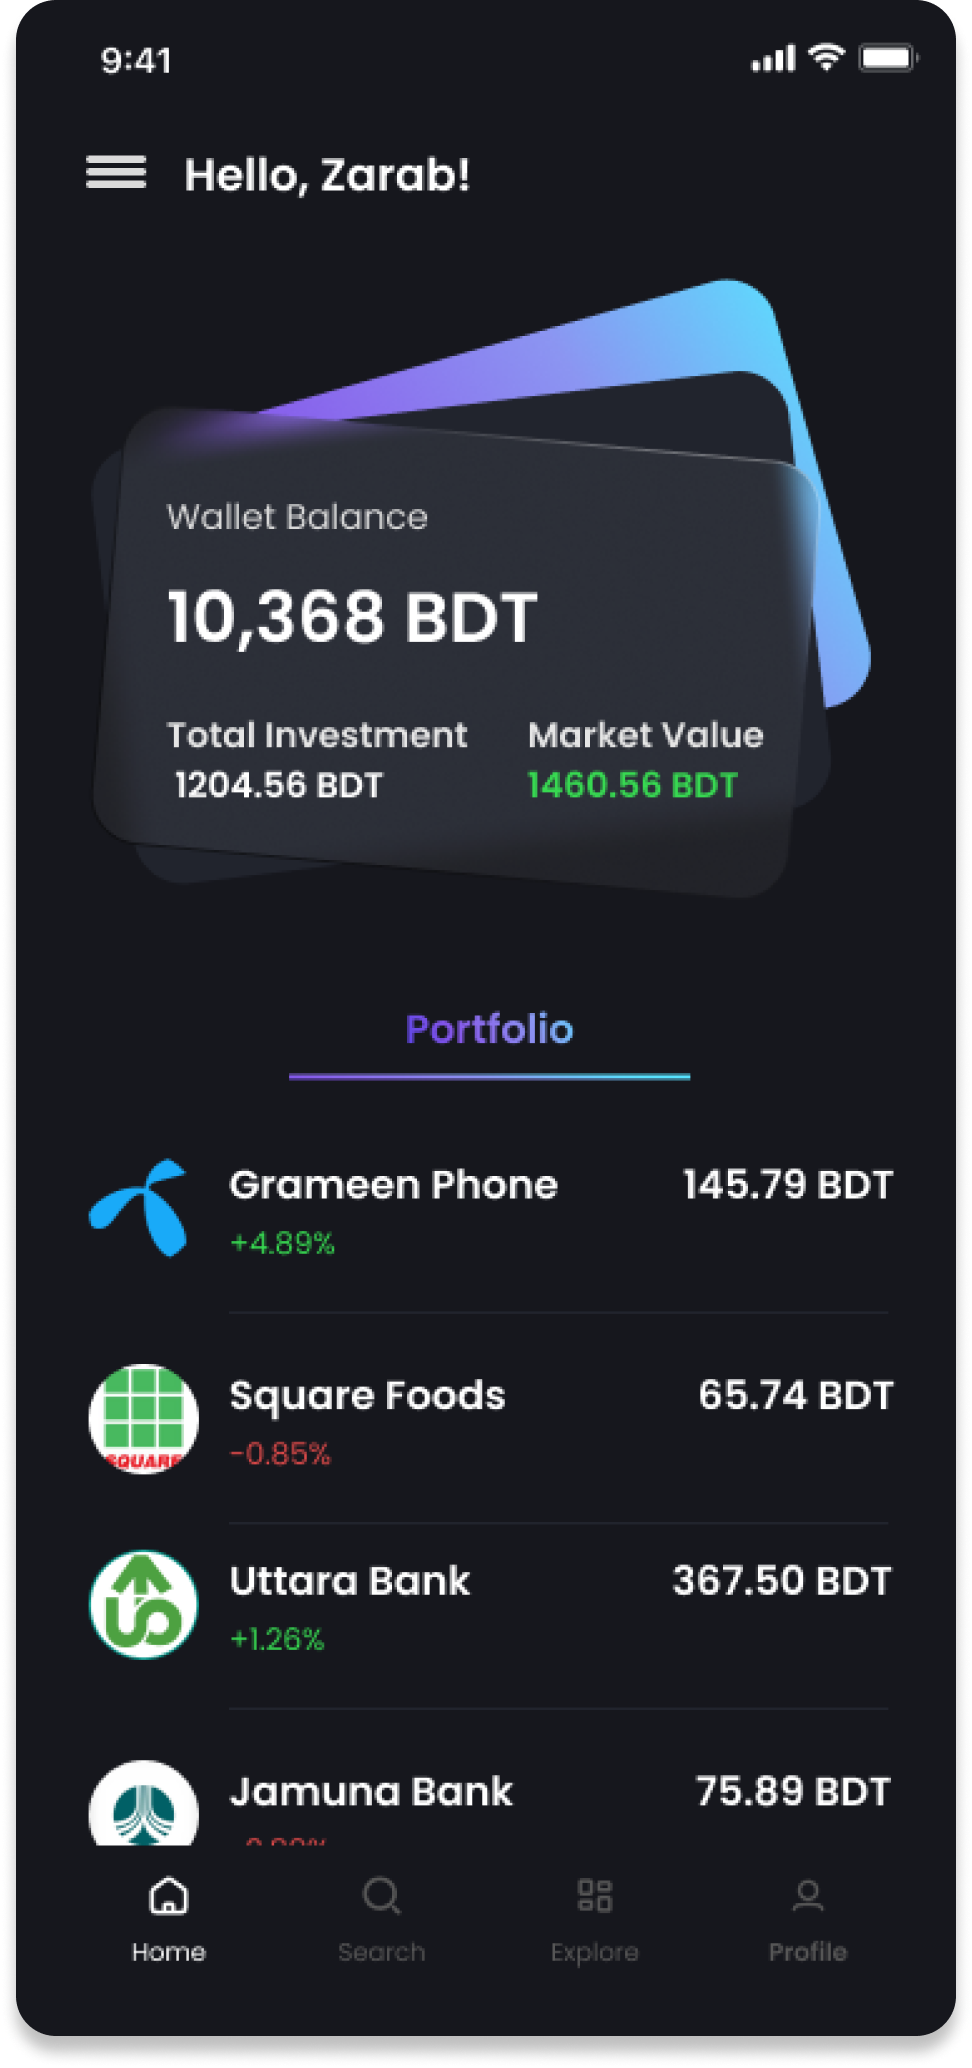 9:41
Hello, Zarab!
Wallet Balance
10,368 BDT
Total Investment Market Value
1204.56 BDT 1460.56 BDT
Portfolio
Grameen Phone 145.79 BDT
+4.89%
Square Foods 65.74 BDT
SQUARE
-0.85%
Uttara Bank 367.50 BDT
+1.26%
Jamuna Bank 75.89 BDT
Home Search Explore Profile